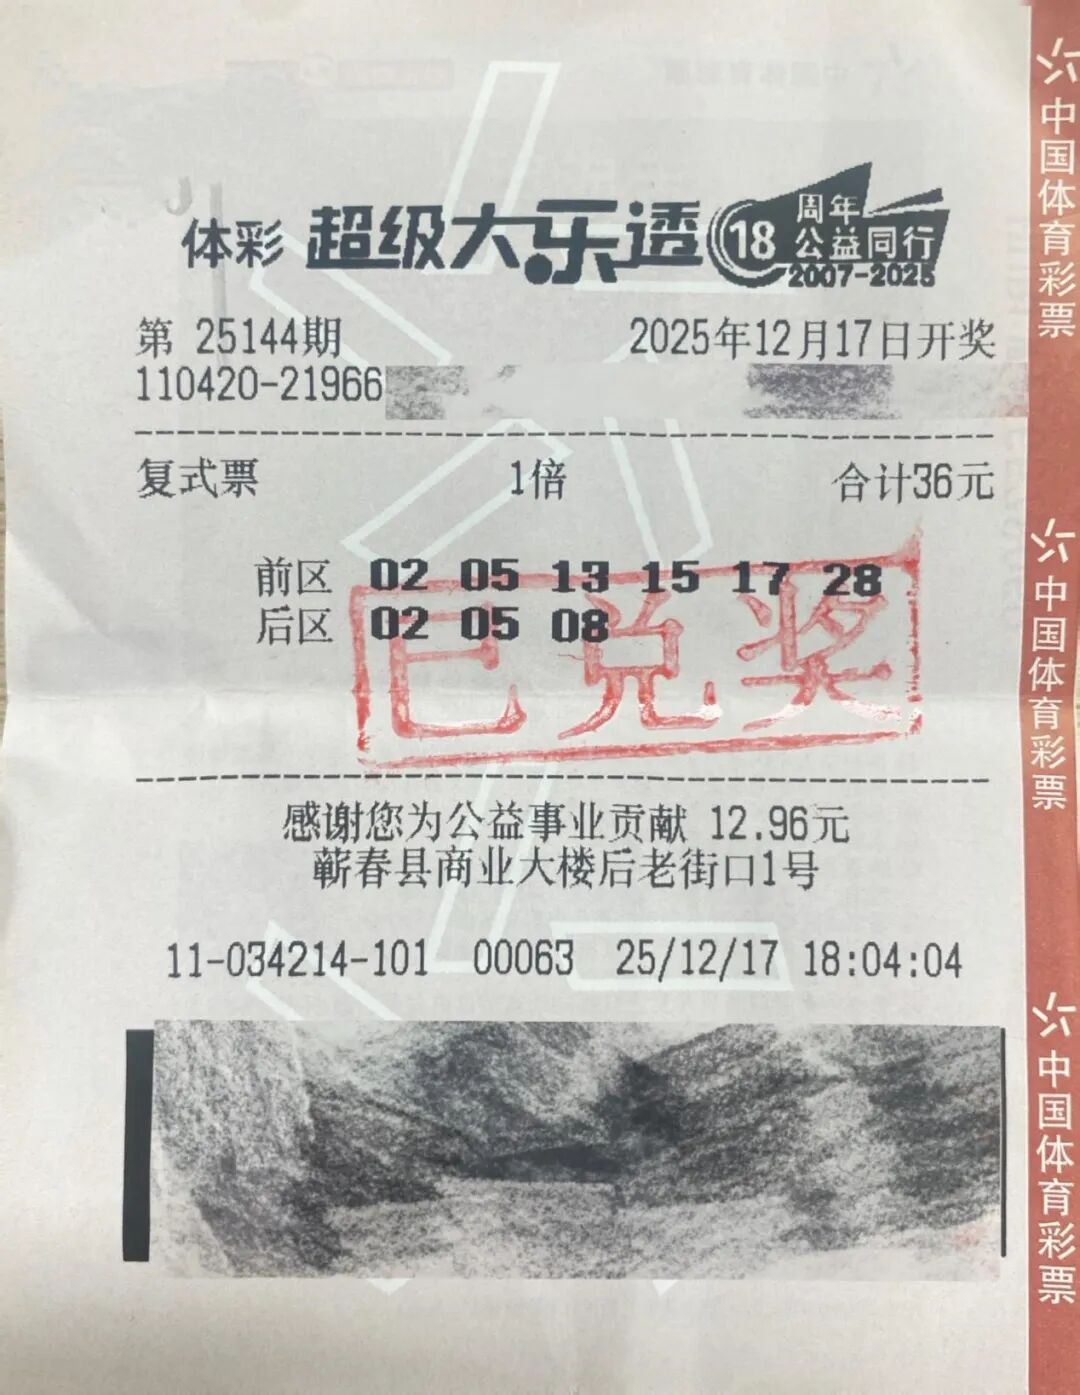 体彩 超级大乐透 18 周年 公益同行 2007-2025
第 25144期 2025年12月17日开奖
110420-21966
复式票 1倍 合计36元
前区 02 05 13 15 17 28
后区 02 05 08
已兑奖
感谢您为公益事业贡献 12.96元
蕲春县商业大楼后老街口1号
11-034214-101 00063 25/12/17 18:04:04
中国体育彩票
中国体育彩票
中国体育彩票